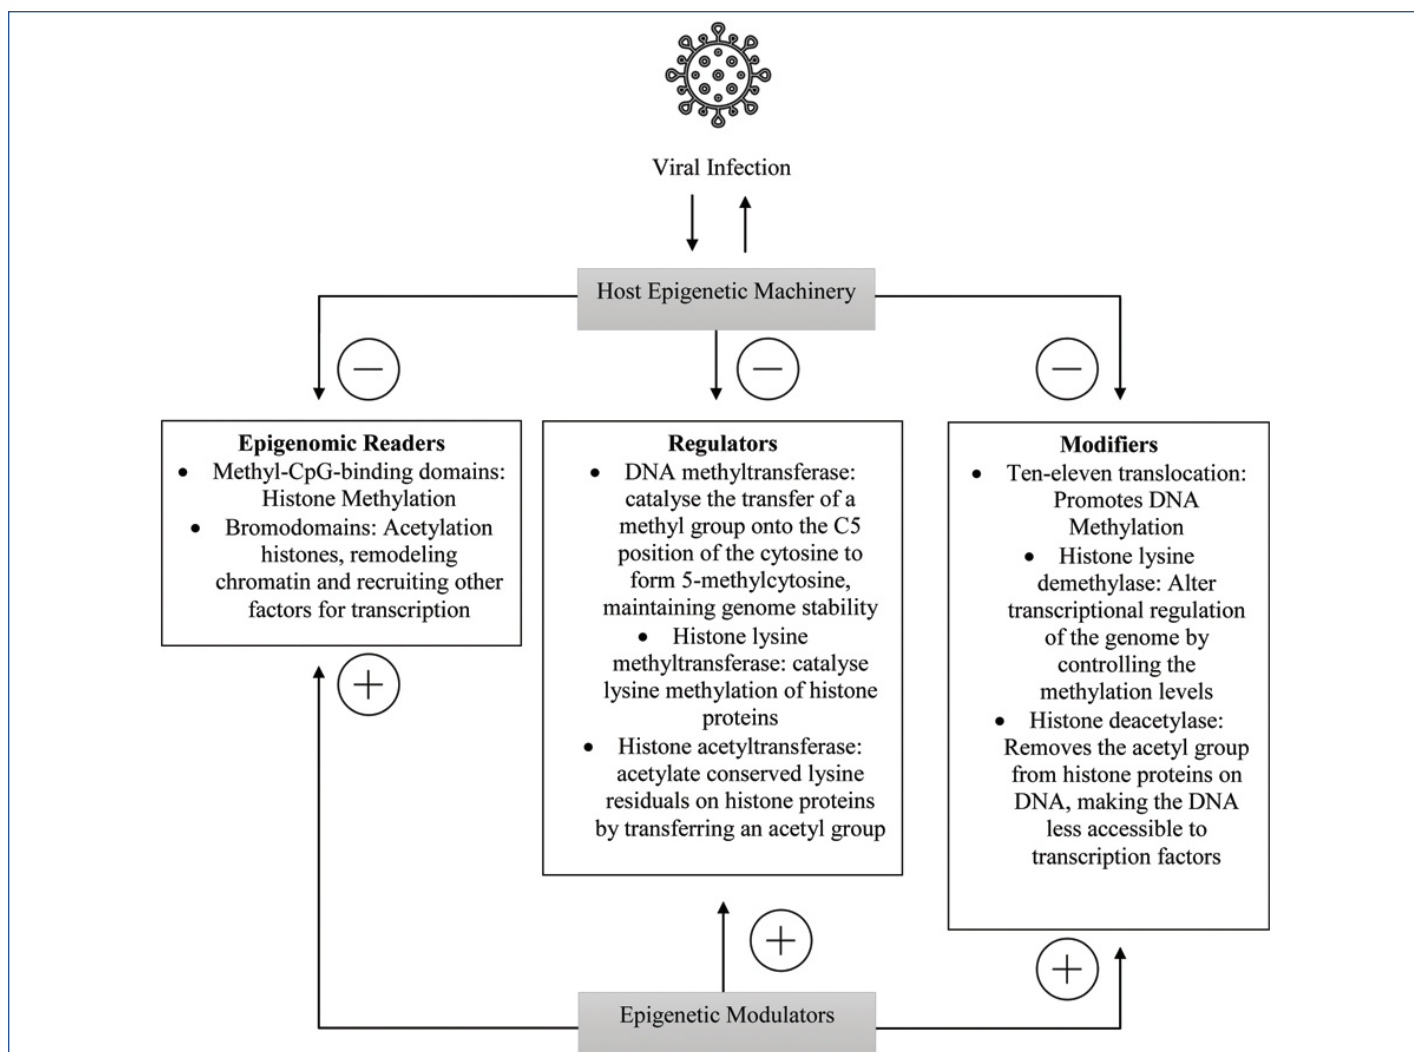 Viral Infection
Host Epigenetic Machinery
Epigenomic Readers
• Methyl-CpG-binding domains:
Histone Methylation
• Bromodomains: Acetylation
histones, remodeling
chromatin and recruiting other
factors for transcription
Regulators
• DNA methyltransferase:
catalyse the transfer of a
methyl group onto the C5
position of the cytosine to
form 5-methylcytosine,
maintaining genome stability
• Histone lysine
methyltransferase: catalyse
lysine methylation of histone
proteins
• Histone acetyltransferase:
acetylate conserved lysine
residuals on histone proteins
by transferring an acetyl group
Modifiers
• Ten-eleven translocation:
Promotes DNA
Methylation
• Histone lysine
demethylase: Alter
transcriptional regulation
of the genome by
controlling the
methylation levels
• Histone deacetylase:
Removes the acetyl group
from histone proteins on
DNA, making the DNA
less accessible to
transcription factors
Epigenetic Modulators